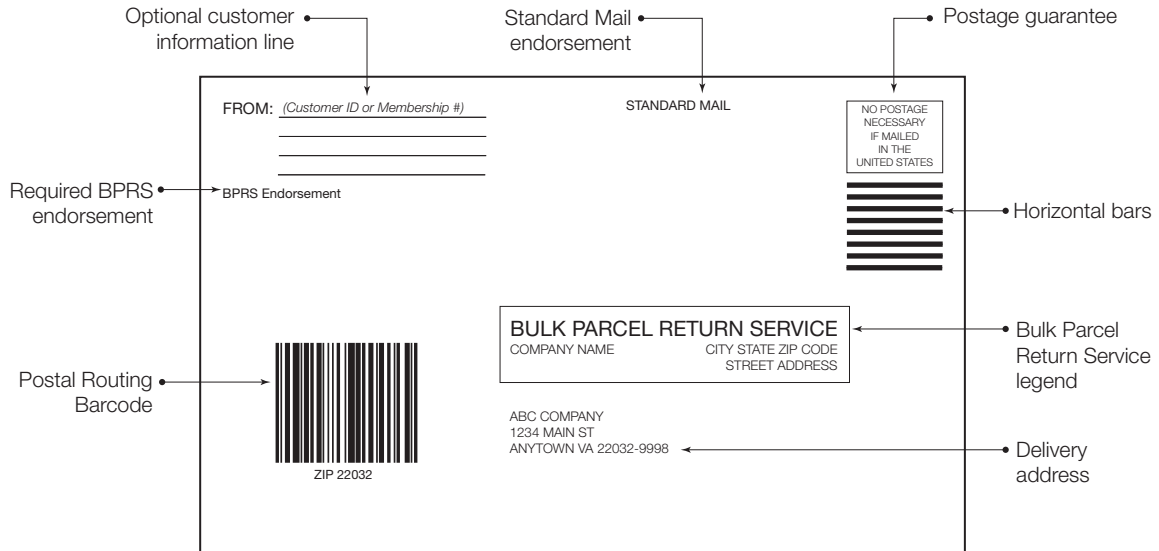 Optional customer
information line
Standard Mail
endorsement
Postage guarantee
FROM: (Customer ID or Membership #)
STANDARD MAIL
NO POSTAGE
NECESSARY
IF MAILED
IN THE
UNITED STATES
Required BPRS
endorsement
BPRS Endorsement
Horizontal bars
BULK PARCEL RETURN SERVICE
COMPANY NAME CITY STATE ZIP CODE
STREET ADDRESS
Bulk Parcel
Return Service
legend
Postal Routing
Barcode
ZIP 22032
ABC COMPANY
1234 MAIN ST
ANYTOWN VA 22032-9998
Delivery
address